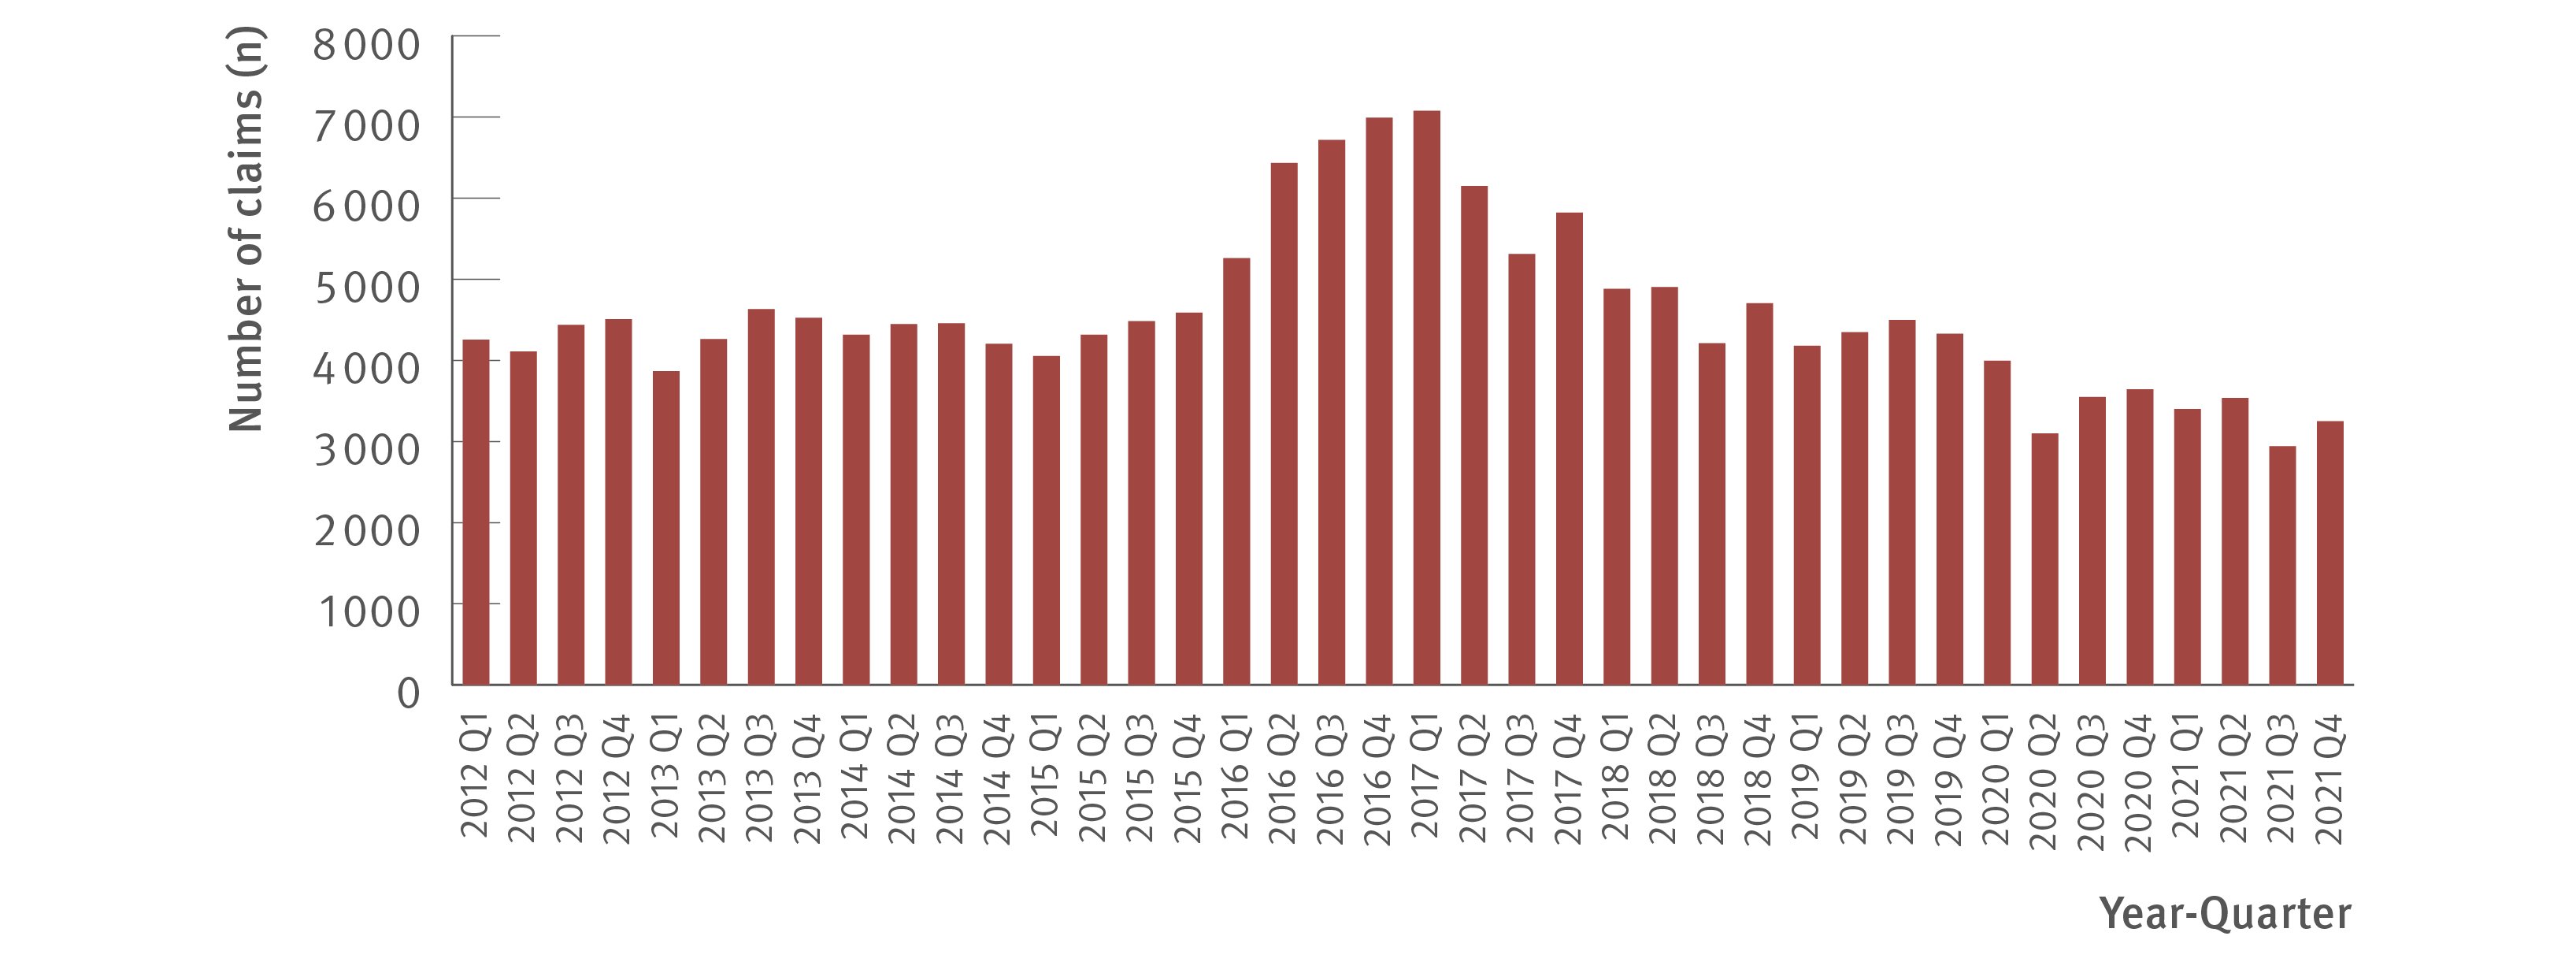 Number of claims (n)
8000
7000
6000
5000
4000
3000
2000
1000
0
2012 Q1
2012 Q2
2012 Q3
2012 Q4
2013 Q1
2013 Q2
2013 Q3
2013 Q4
2014 Q1
2014 Q2
2014 Q3
2014 Q4
2015 Q1
2015 Q2
2015 Q3
2015 Q4
2016 Q1
2016 Q2
2016 Q3
2016 Q4
2017 Q1
2017 Q2
2017 Q3
2017 Q4
2018 Q1
2018 Q2
2018 Q3
2018 Q4
2019 Q1
2019 Q2
2019 Q3
2019 Q4
2020 Q1
2020 Q2
2020 Q3
2020 Q4
2021 Q1
2021 Q2
2021 Q3
2021 Q4
Year-Quarter